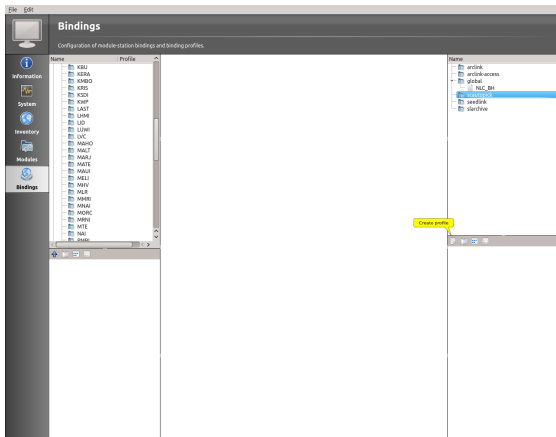 File Edit
Bindings
Configuration of module-station bindings and binding profiles.
Information
System
Inventory
Modules
Bindings
Name Profile
KBU
KERA
KMBO
KRIS
KSDI
KWP
LAST
LHMI
LID
LUWI
LVC
MAHO
MALT
MARJ
MATE
MAUI
MELI
MHV
MLR
MMRI
MNAI
MORC
MRNI
MTE
NAI
Name
arclink
arclink-access
global
NLC_BH
scautopick
seedlink
slarchive
Create profile